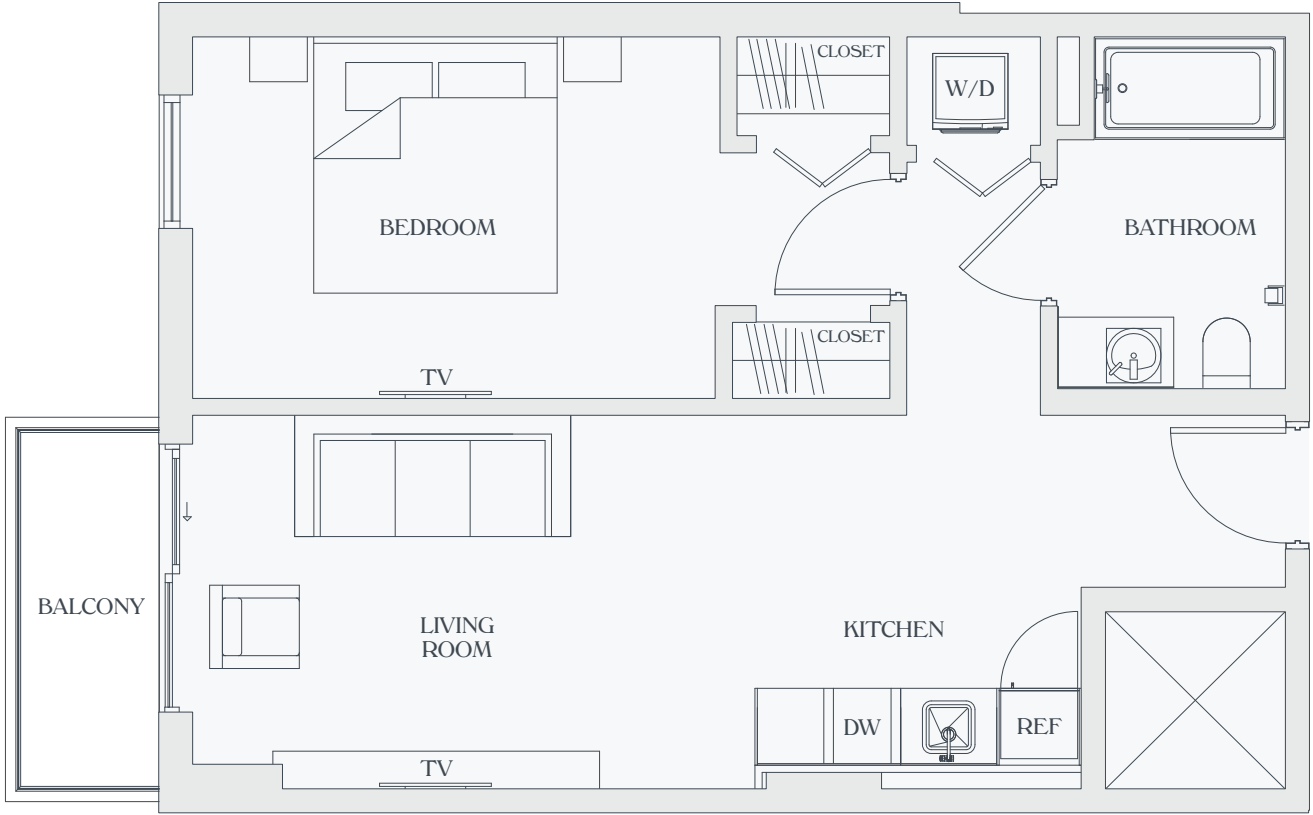 CLOSET
W/D
BEDROOM
BATHROOM
CLOSET
TV
BALCONY
LIVING
ROOM
KITCHEN
DW
REF
TV